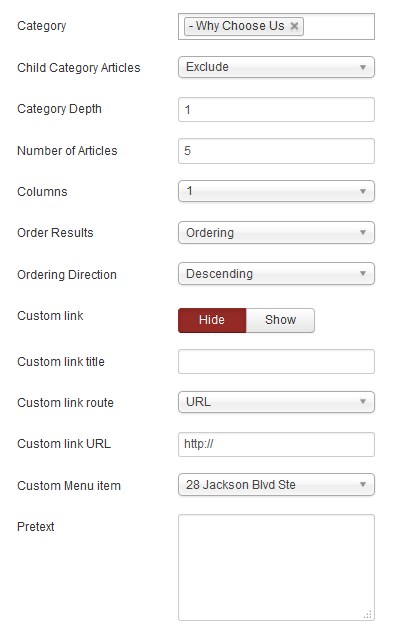 Category - Why Choose Us
Child Category Articles Exclude
Category Depth 1
Number of Articles 5
Columns 1
Order Results Ordering
Ordering Direction Descending
Custom link Hide Show
Custom link title
Custom link route URL
Custom link URL http://
Custom Menu item 28 Jackson Blvd Ste
Pretext